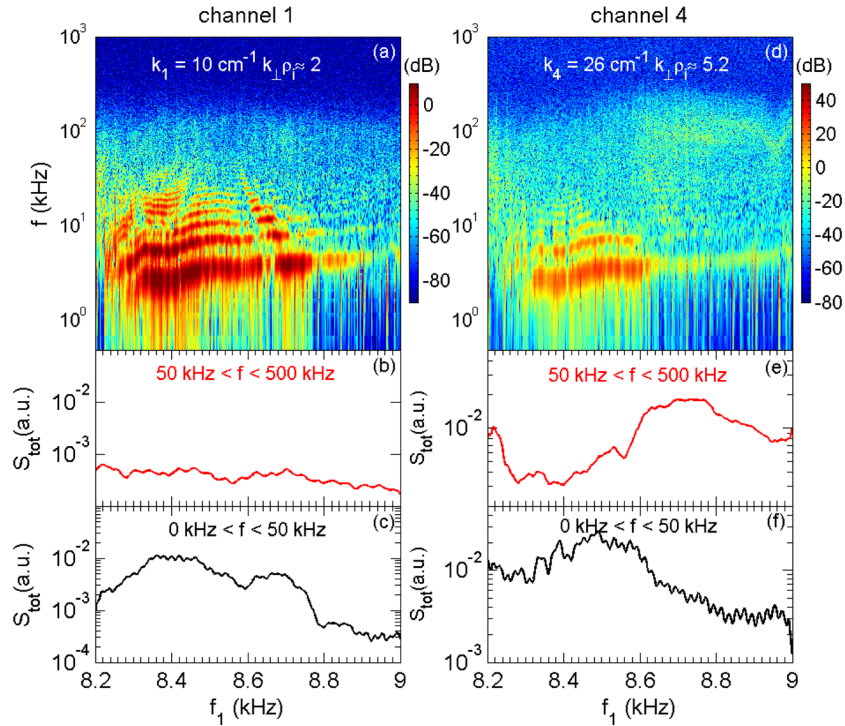 channel 1
channel 4
10³
10²
10¹
10⁰
f (kHz)
(a)
k₁ = 10 cm⁻¹ k⊥ρᵢ≈ 2
(dB)
0
-20
-40
-60
-80
10³
10²
10¹
10⁰
(d)
k₄ = 26 cm⁻¹ k⊥ρᵢ≈ 5.2
(dB)
40
20
0
-20
-40
-60
-80
(b)
50 kHz < f < 500 kHz
S_tot(a.u.)
10⁻²
10⁻³
(e)
50 kHz < f < 500 kHz
S_tot(a.u.)
10⁻²
(c)
0 kHz < f < 50 kHz
S_tot(a.u.)
10⁻²
10⁻³
10⁻⁴
8.2 8.4 8.6 8.8 9
f₁ (kHz)
(f)
0 kHz < f < 50 kHz
S_tot(a.u.)
10⁻²
10⁻³
8.2 8.4 8.6 8.8 9
f₁ (kHz)